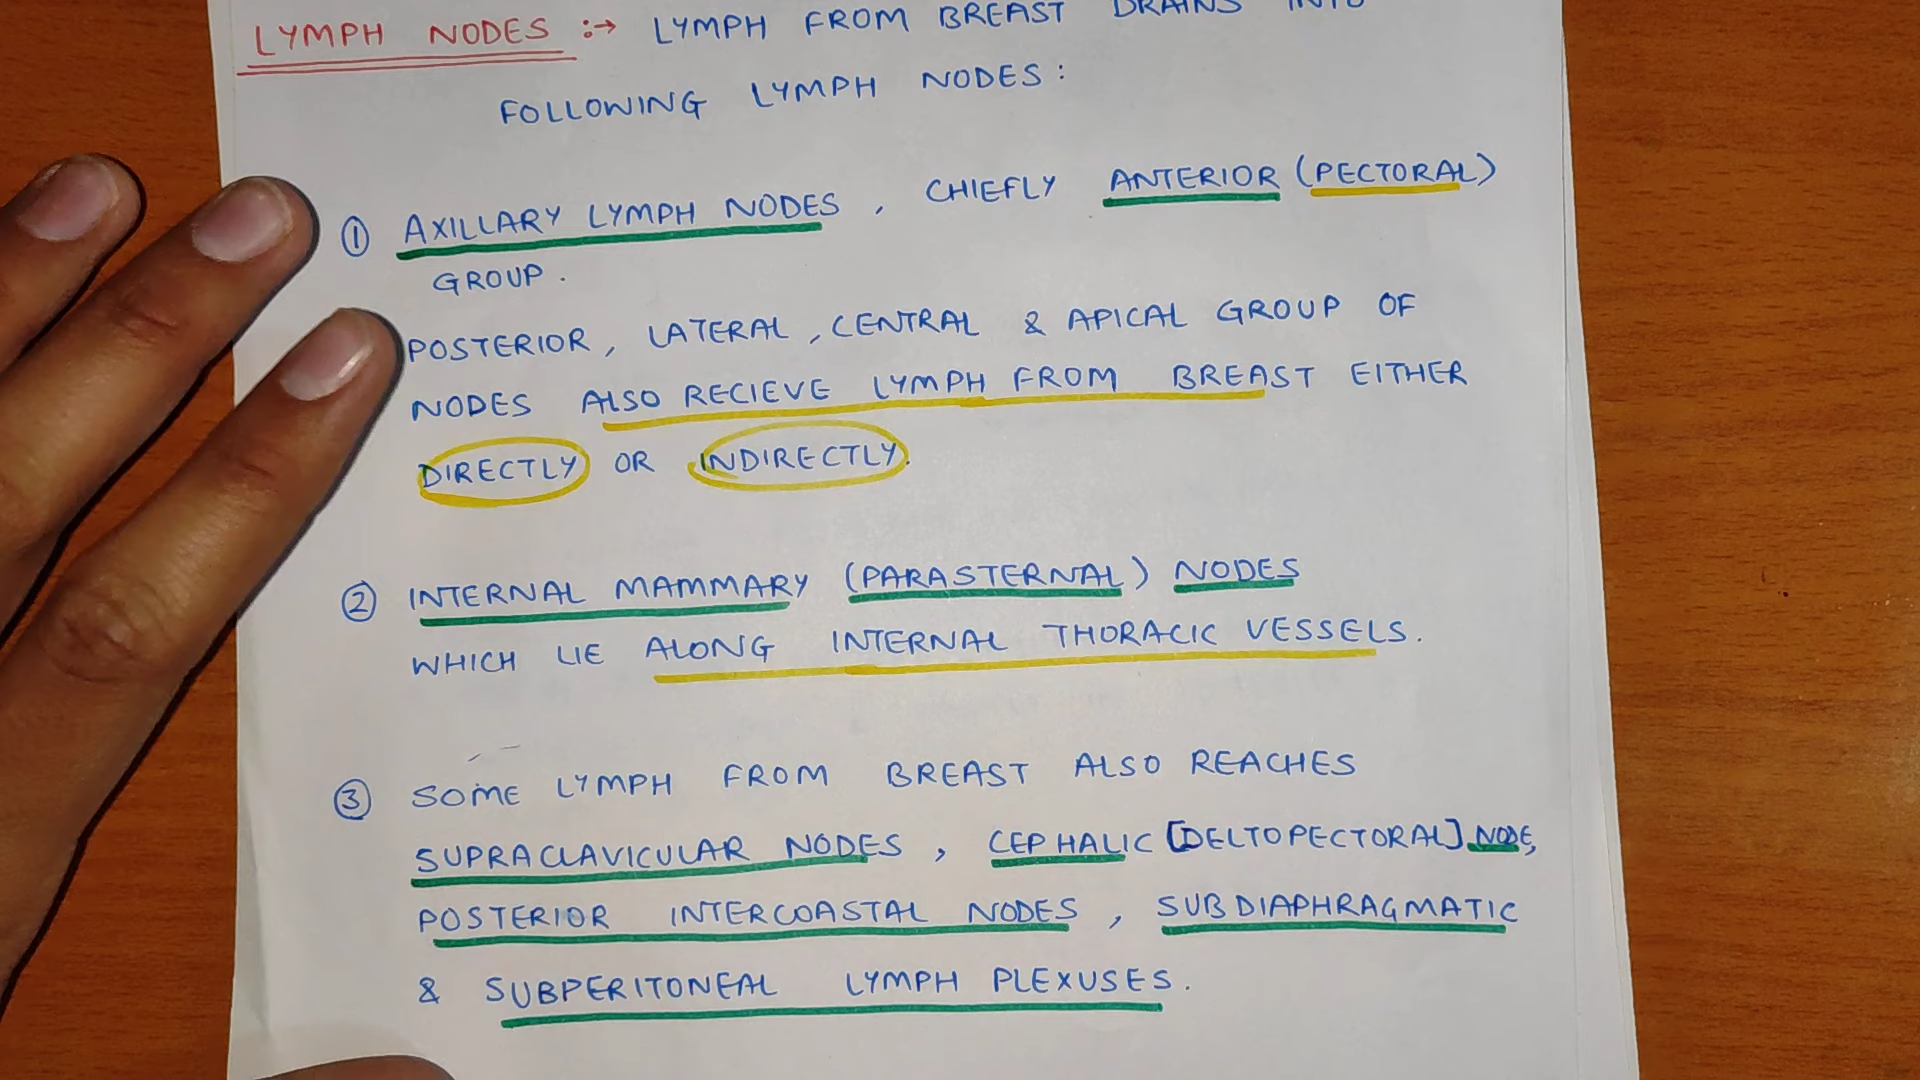 LYMPH NODES :→ LYMPH FROM BREAST DRAINS INTO
FOLLOWING LYMPH NODES:
① AXILLARY LYMPH NODES, CHIEFLY ANTERIOR (PECTORAL)
GROUP.
POSTERIOR, LATERAL, CENTRAL & APICAL GROUP OF
NODES ALSO RECIEVE LYMPH FROM BREAST EITHER
DIRECTLY OR INDIRECTLY.
② INTERNAL MAMMARY (PARASTERNAL) NODES
WHICH LIE ALONG INTERNAL THORACIC VESSELS.
③ SOME LYMPH FROM BREAST ALSO REACHES
SUPRACLAVICULAR NODES, CEPHALIC [DELTOPECTORAL] NODE,
POSTERIOR INTERCOASTAL NODES, SUBDIAPHRAGMATIC
& SUBPERITONEAL LYMPH PLEXUSES.